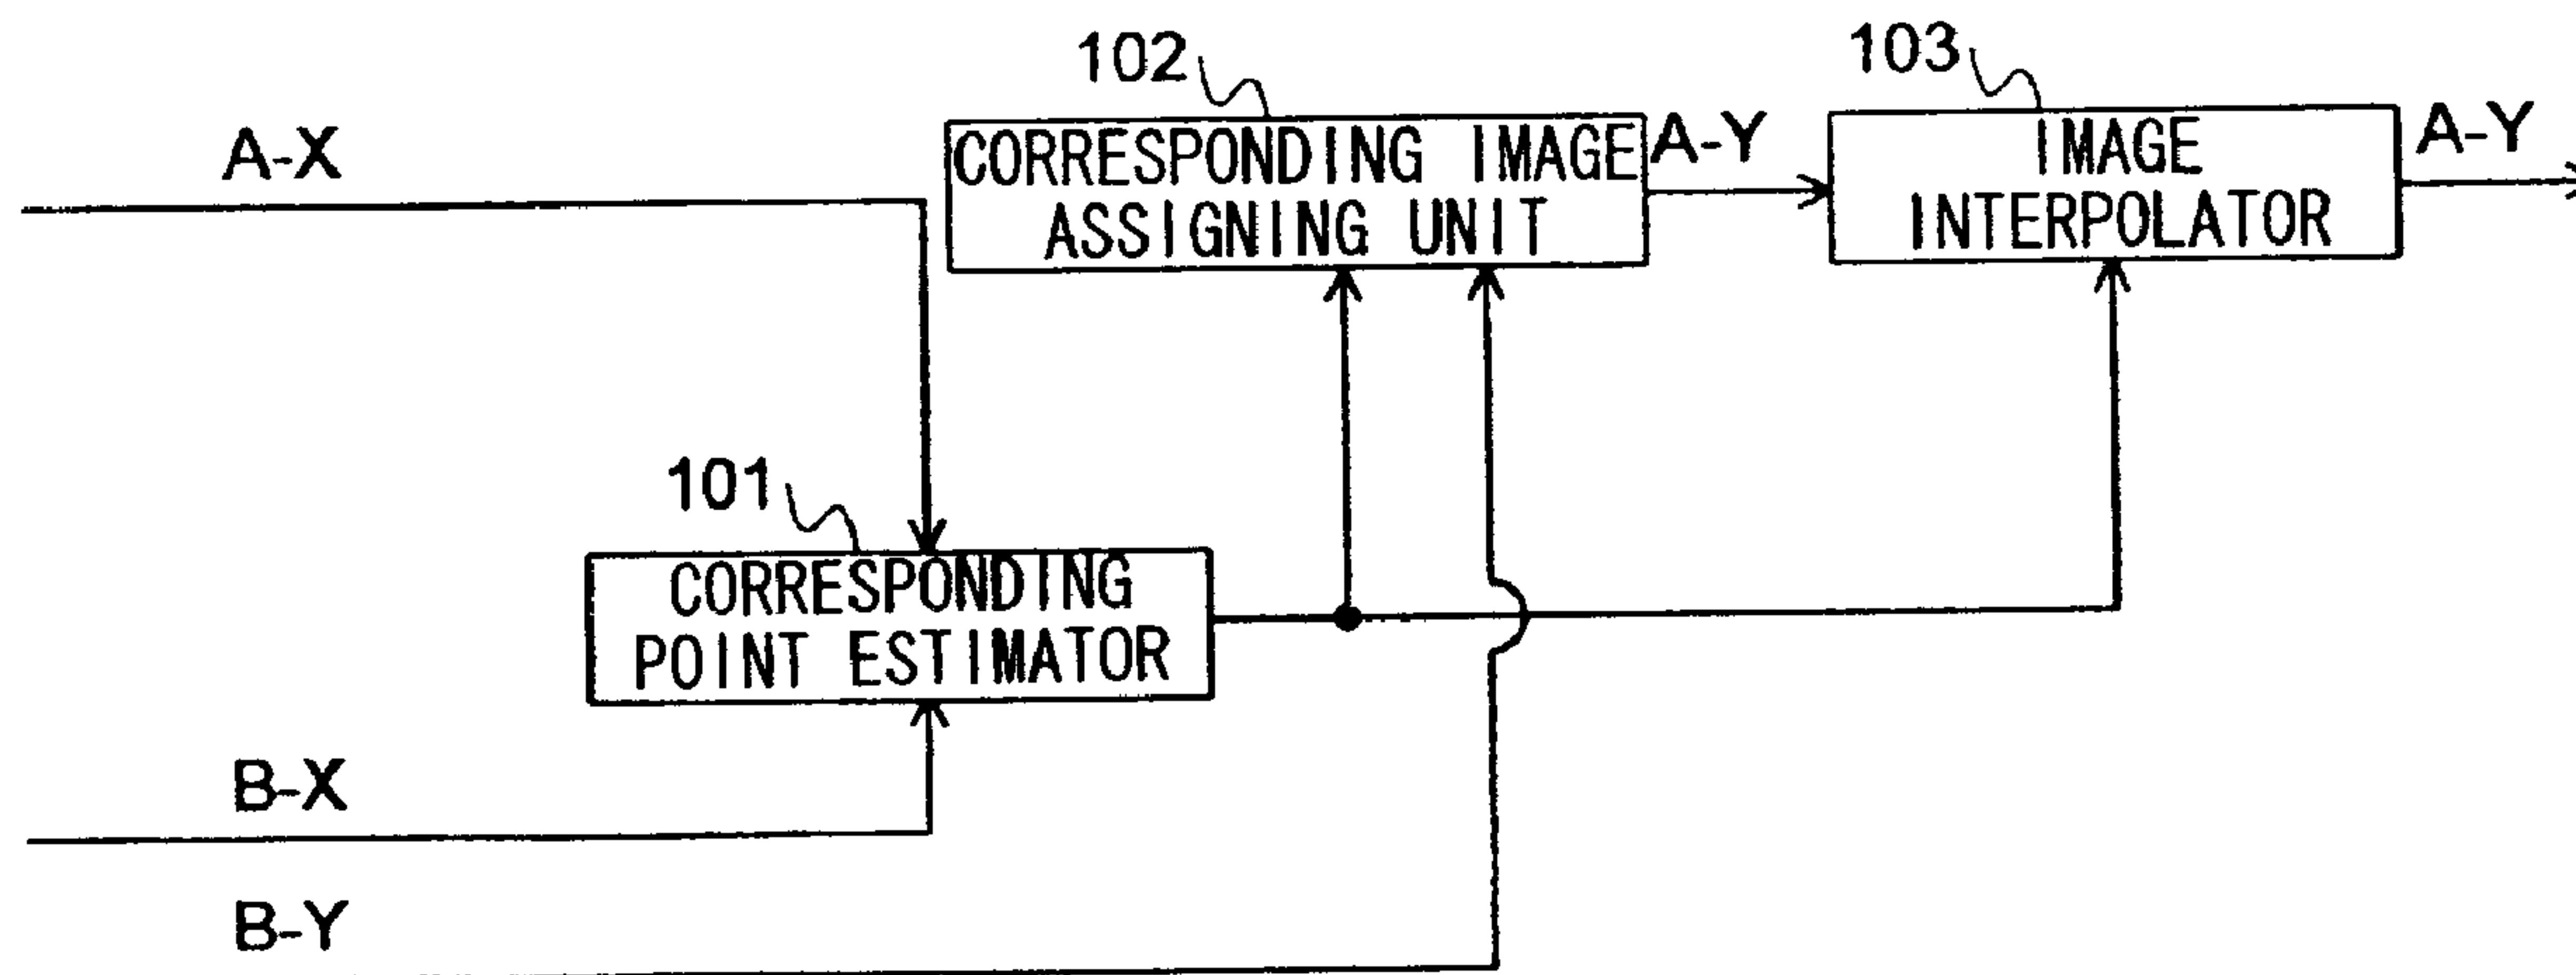 102
103
A-X
CORRESPONDING IMAGE
ASSIGNING UNIT
A-Y
IMAGE
INTERPOLATOR
A-Y
101
CORRESPONDING
POINT ESTIMATOR
B-X
B-Y